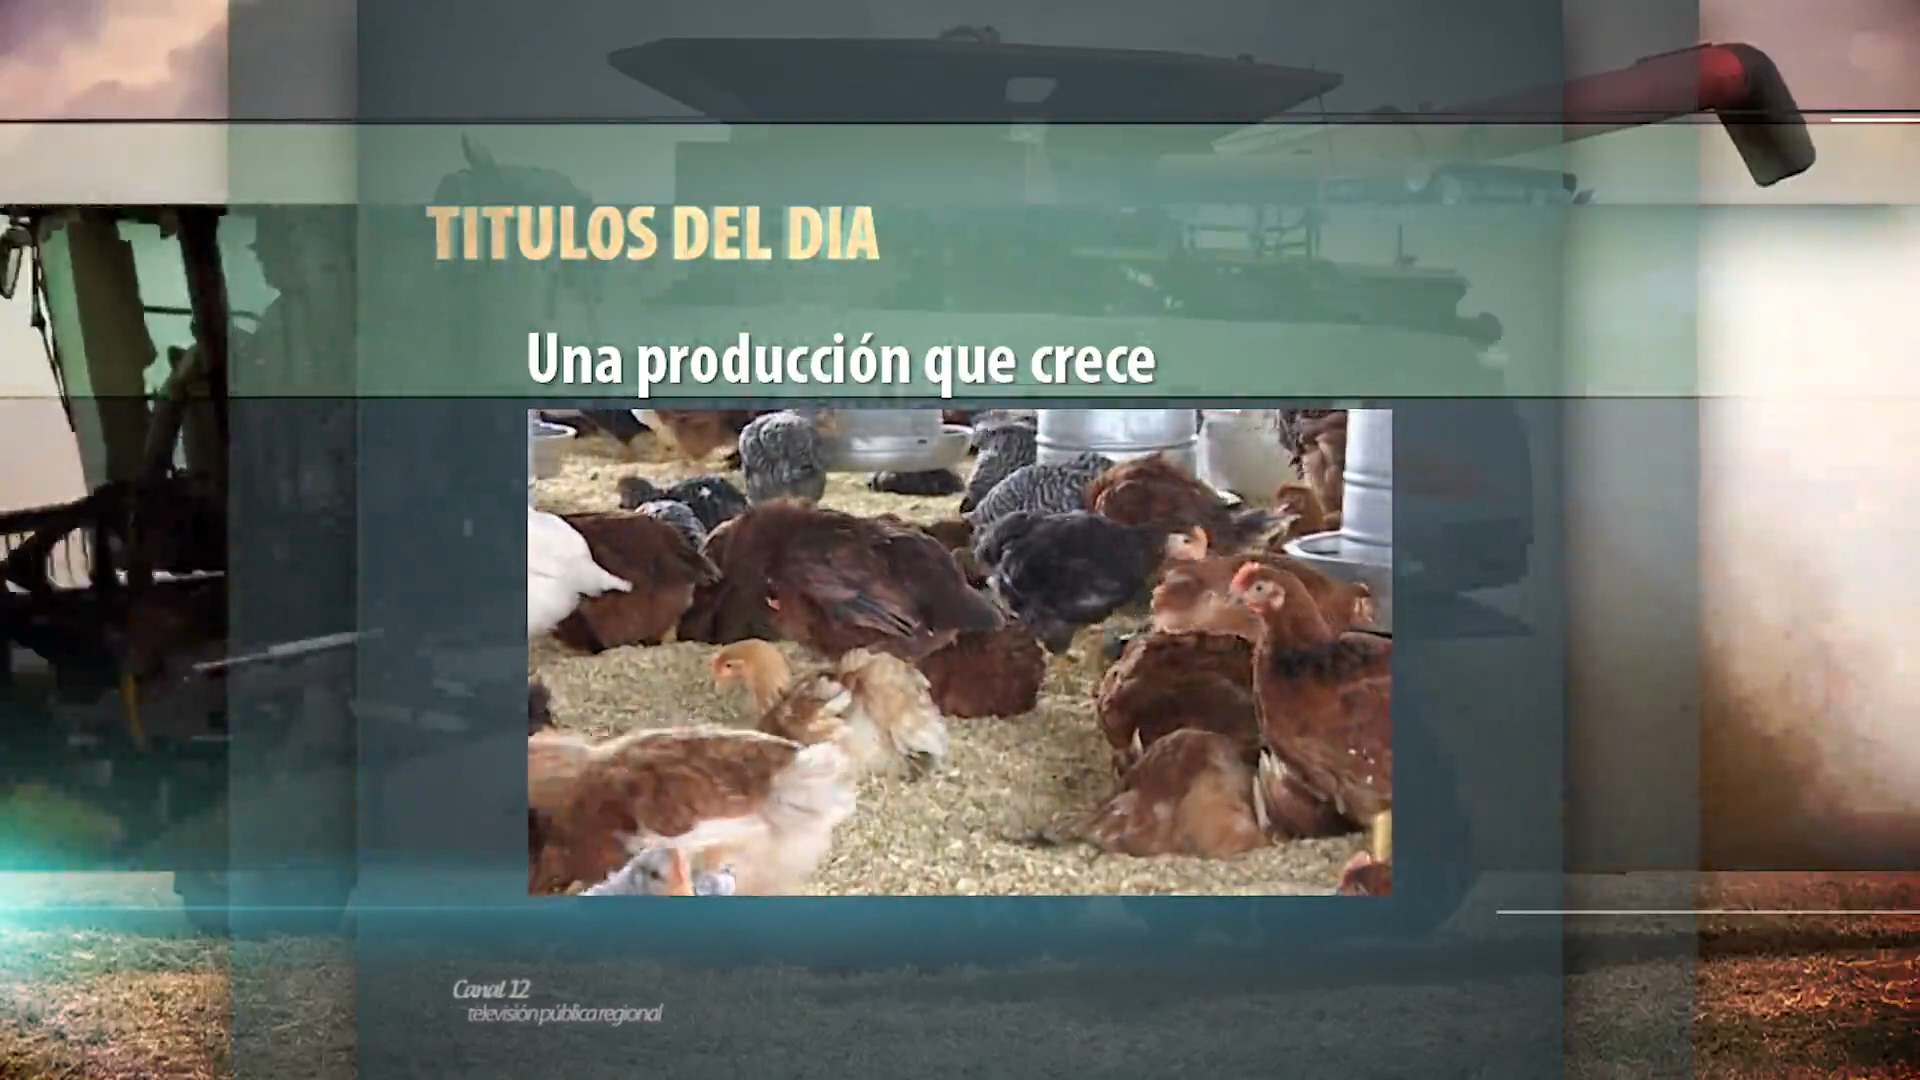 TITULOS DEL DIA
Una producción que crece
Canal 12
televisión pública regional